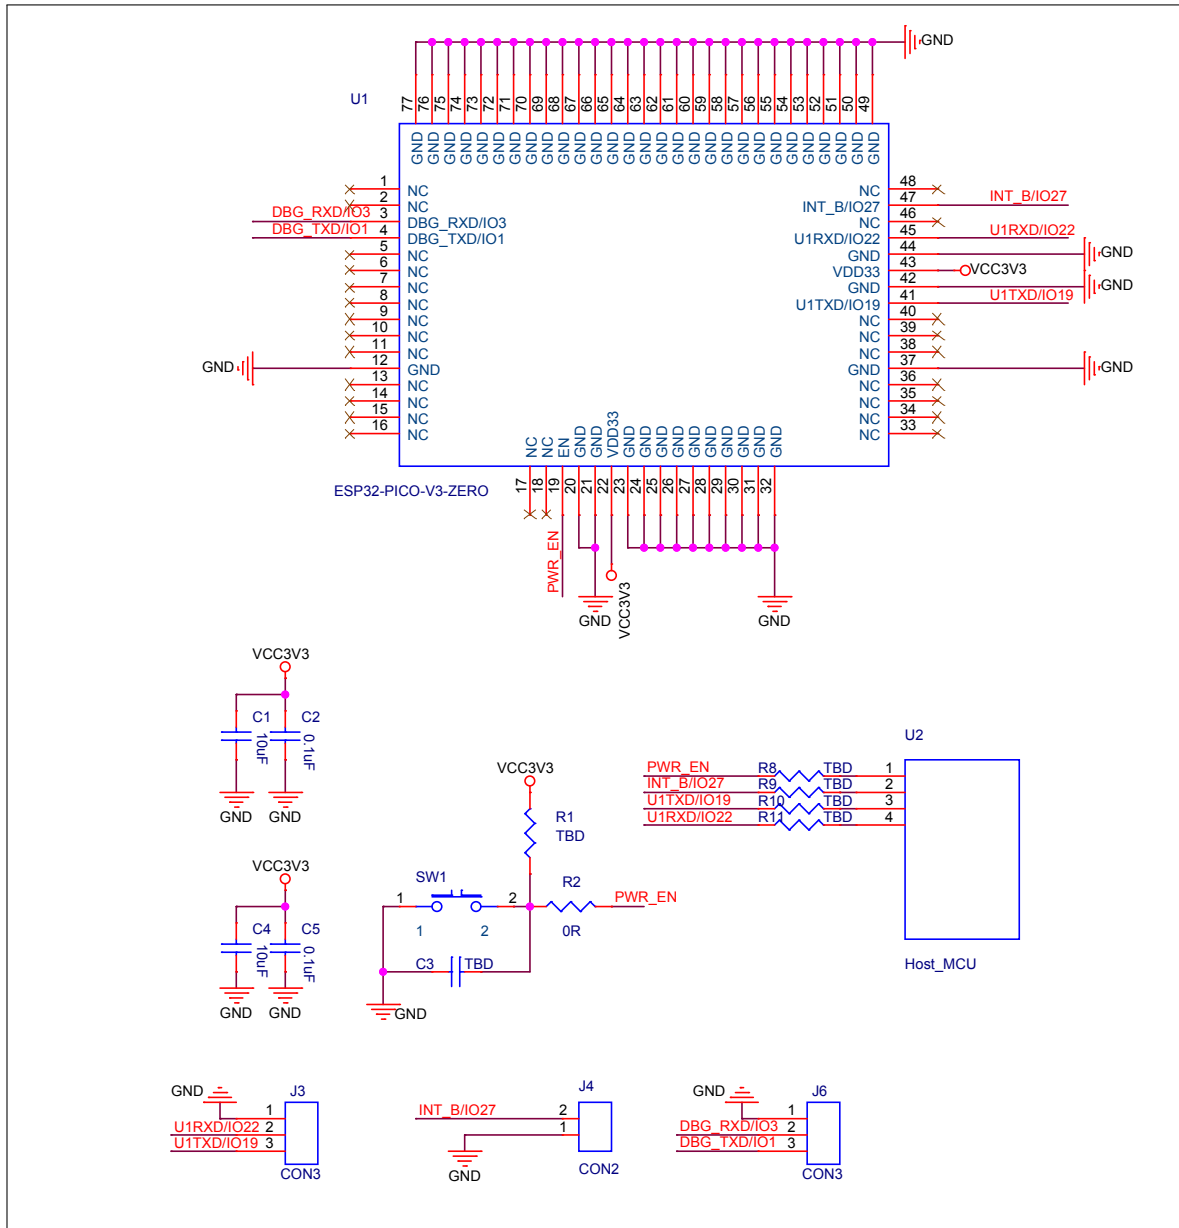 GND
U1
77 76 75 74 73 72 71 70 69 68 67 66 65 64 63 62 61 60 59 58 57 56 55 54 53 52 51 50 49
GND GND GND GND GND GND GND GND GND GND GND GND GND GND GND GND GND GND GND GND GND GND GND GND GND GND GND GND GND
1 NC NC 48
2 NC INT_B/IO27 47 INT_B/IO27
DBG_RXD/IO3 3 DBG_RXD/IO3 NC 46
DBG_TXD/IO1 4 DBG_TXD/IO1 U1RXD/IO22 45 U1RXD/IO22
5 NC GND 44 GND
6 NC VDD33 43 VCC3V3
7 NC GND 42 GND
8 NC U1TXD/IO19 41 U1TXD/IO19
9 NC NC 40
10 NC NC 39
11 NC NC 38
GND 12 GND GND 37 GND
13 NC NC 36
14 NC NC 35
15 NC NC 34
16 NC NC 33
NC NC EN GND GND VDD33 GND GND GND GND GND GND GND GND GND GND
ESP32-PICO-V3-ZERO
17 18 19 20 21 22 23 24 25 26 27 28 29 30 31 32
PWR_EN
GND
VCC3V3
GND
VCC3V3
C1 C2
10uF 0.1uF
GND GND
VCC3V3
C4 C5
10uF 0.1uF
GND GND
VCC3V3
R1
TBD
SW1
R2
1 2
PWR_EN
1 2
0R
C3 TBD
GND
U2
PWR_EN R8 TBD 1
INT_B/IO27 R9 TBD 2
U1TXD/IO19 R10 TBD 3
U1RXD/IO22 R11 TBD 4
Host_MCU
GND J3
1
U1RXD/IO22 2
U1TXD/IO19 3
CON3
J4
INT_B/IO27 2
1
GND
CON2
GND J6
1
DBG_RXD/IO3 2
DBG_TXD/IO1 3
CON3